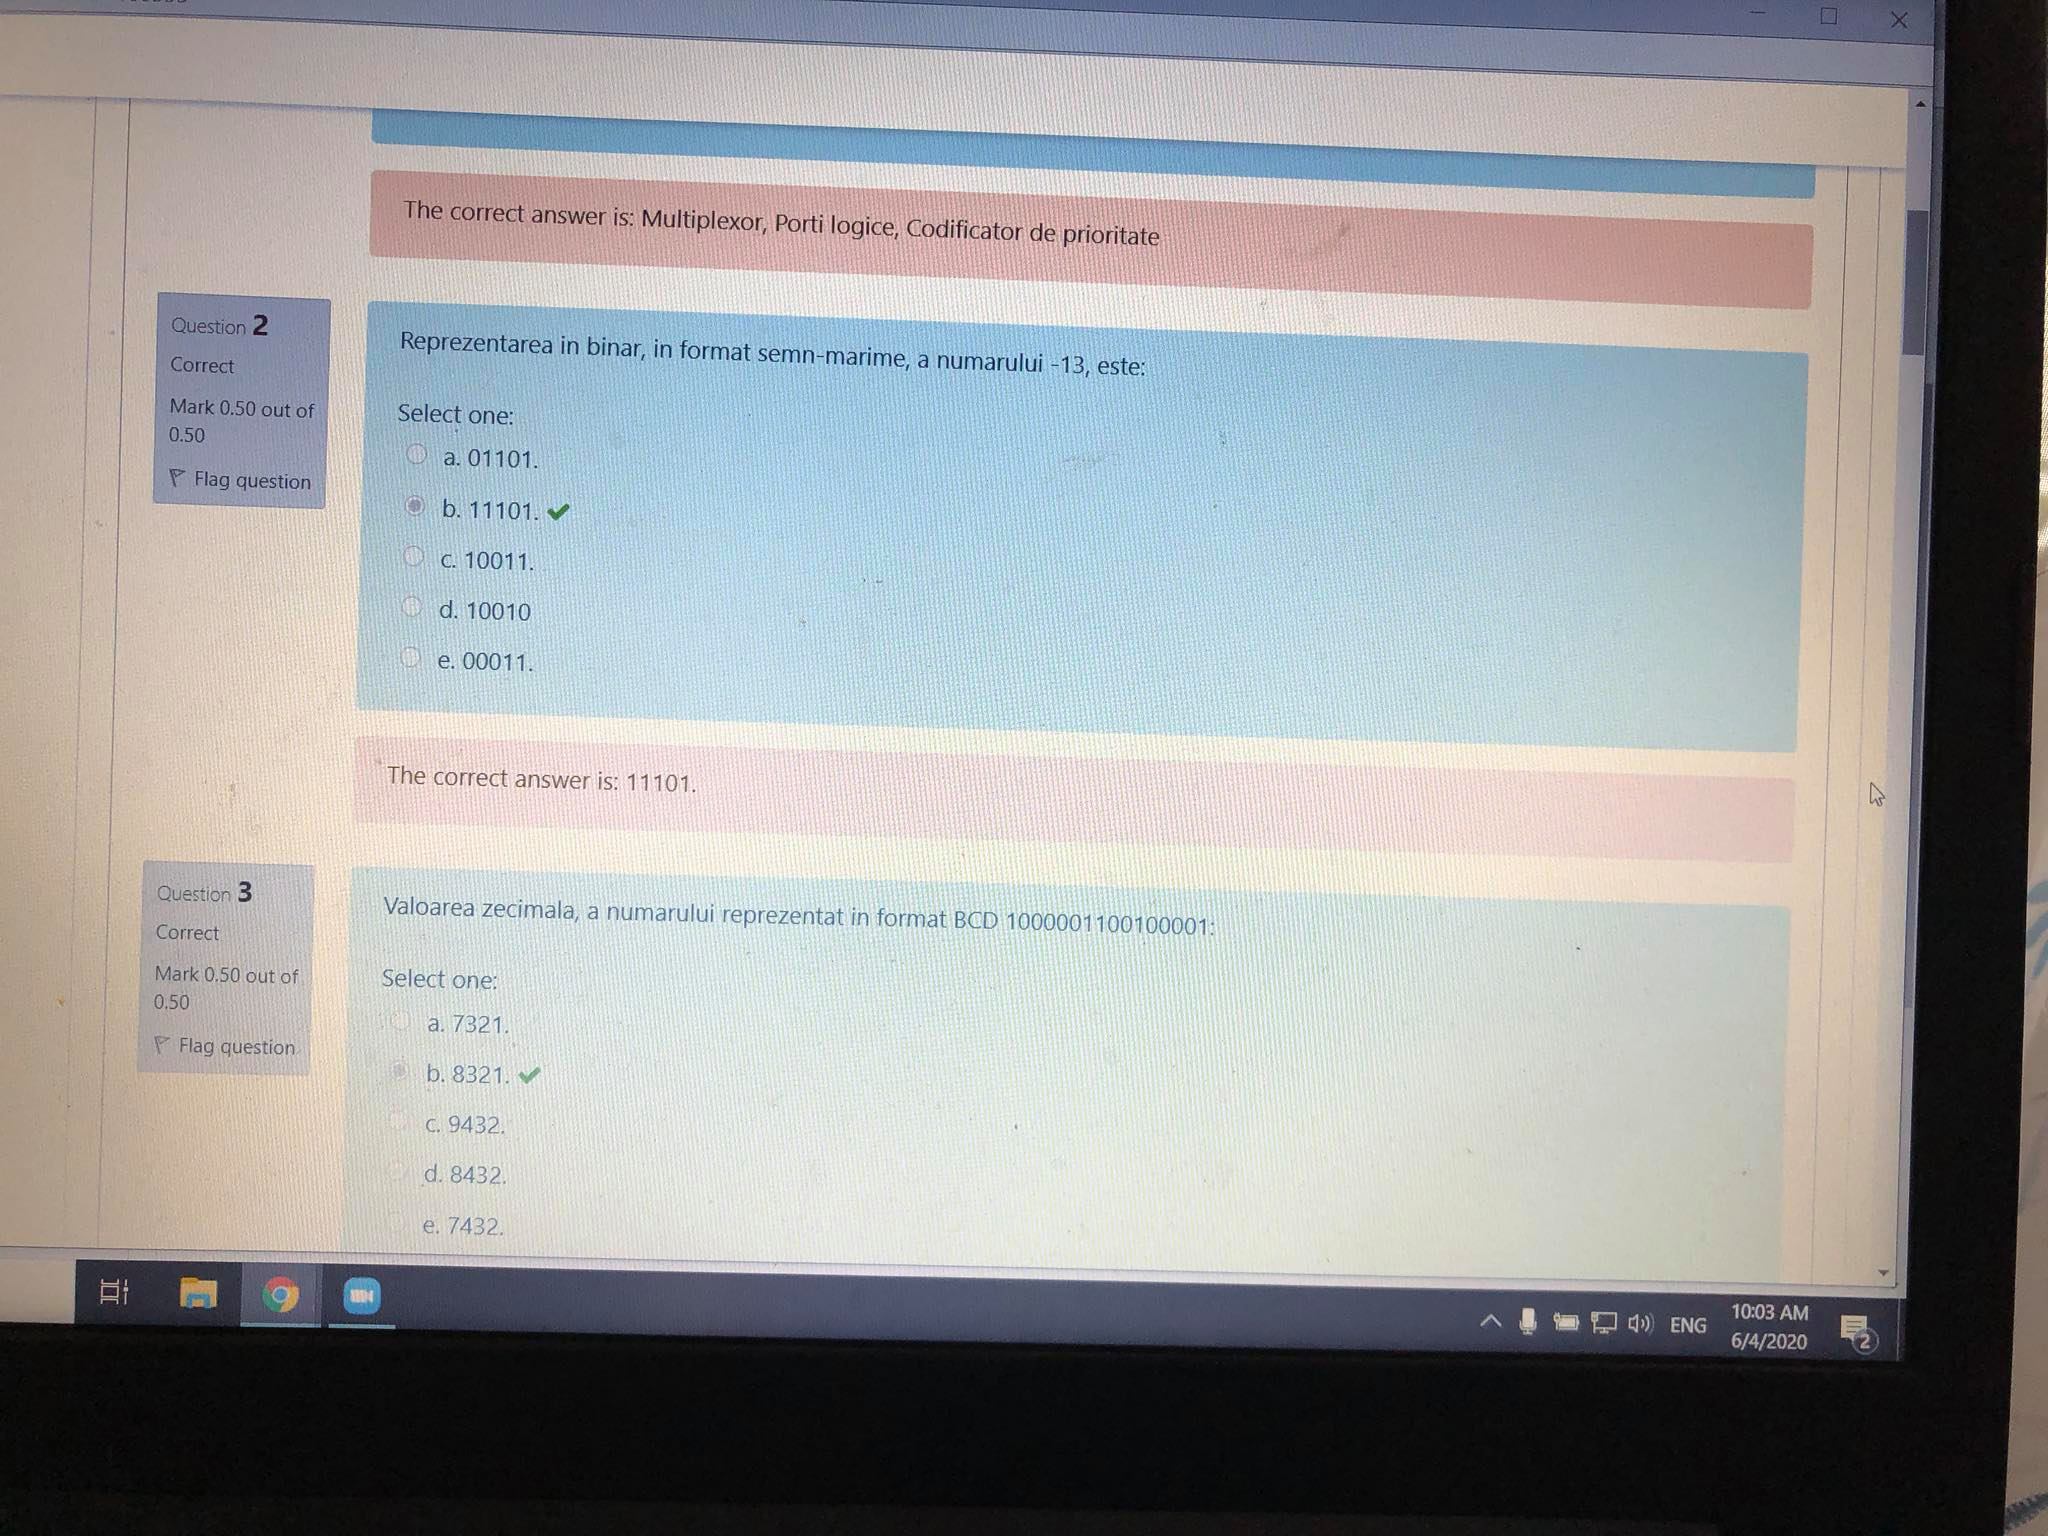 The correct answer is: Multiplexor, Porti logice, Codificator de prioritate
Question 2
Correct
Mark 0.50 out of
0.50
Flag question
Reprezentarea in binar, in format semn-marime, a numarului -13, este:
Select one:
a. 01101.
b. 11101.
c. 10011.
d. 10010
e. 00011.
The correct answer is: 11101.
Question 3
Correct
Mark 0.50 out of
0.50
Flag question
Valoarea zecimala, a numarului reprezentat in format BCD 1000001100100001:
Select one:
a. 7321.
b. 8321.
c. 9432.
d. 8432.
e. 7432.
ENG
10:03 AM
6/4/2020
2